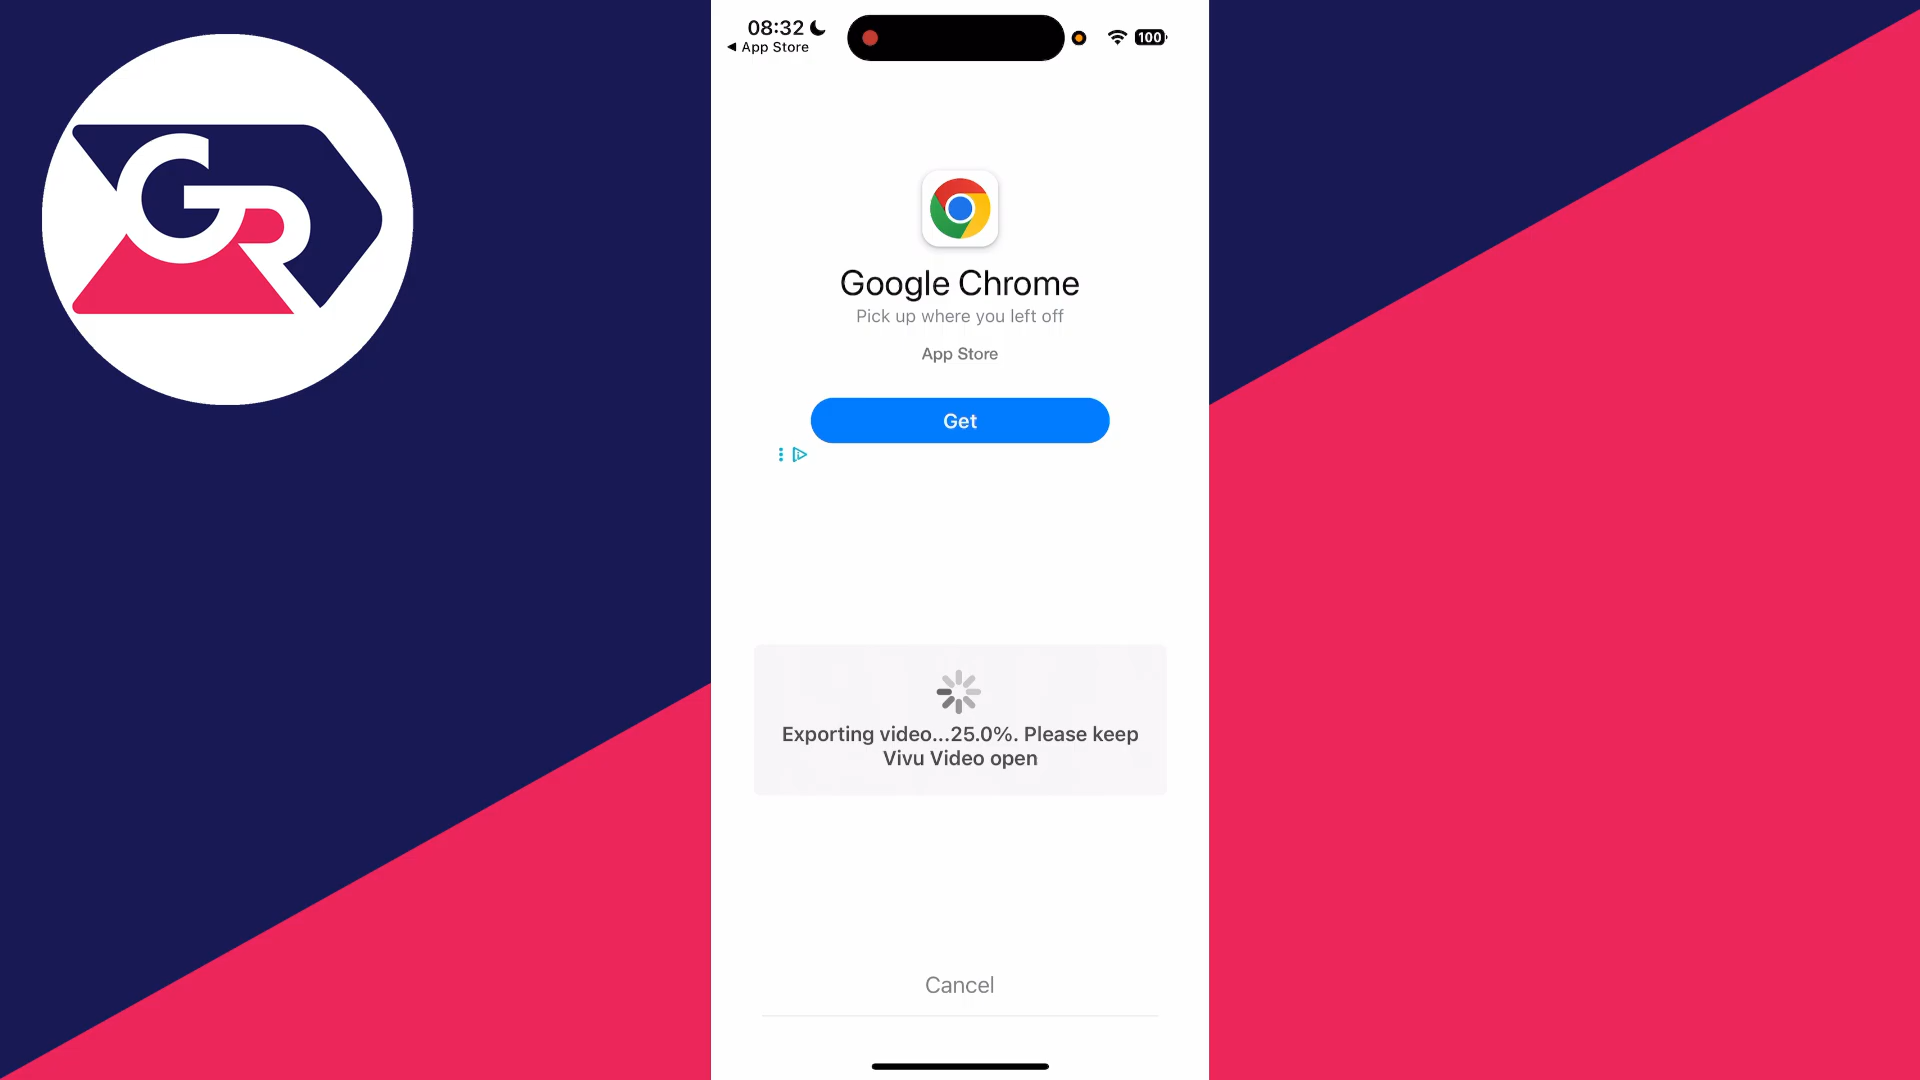 GR
08:32
App Store
100
Google Chrome
Pick up where you left off
App Store
Get
Exporting video...25.0%. Please keep
Vivu Video open
Cancel